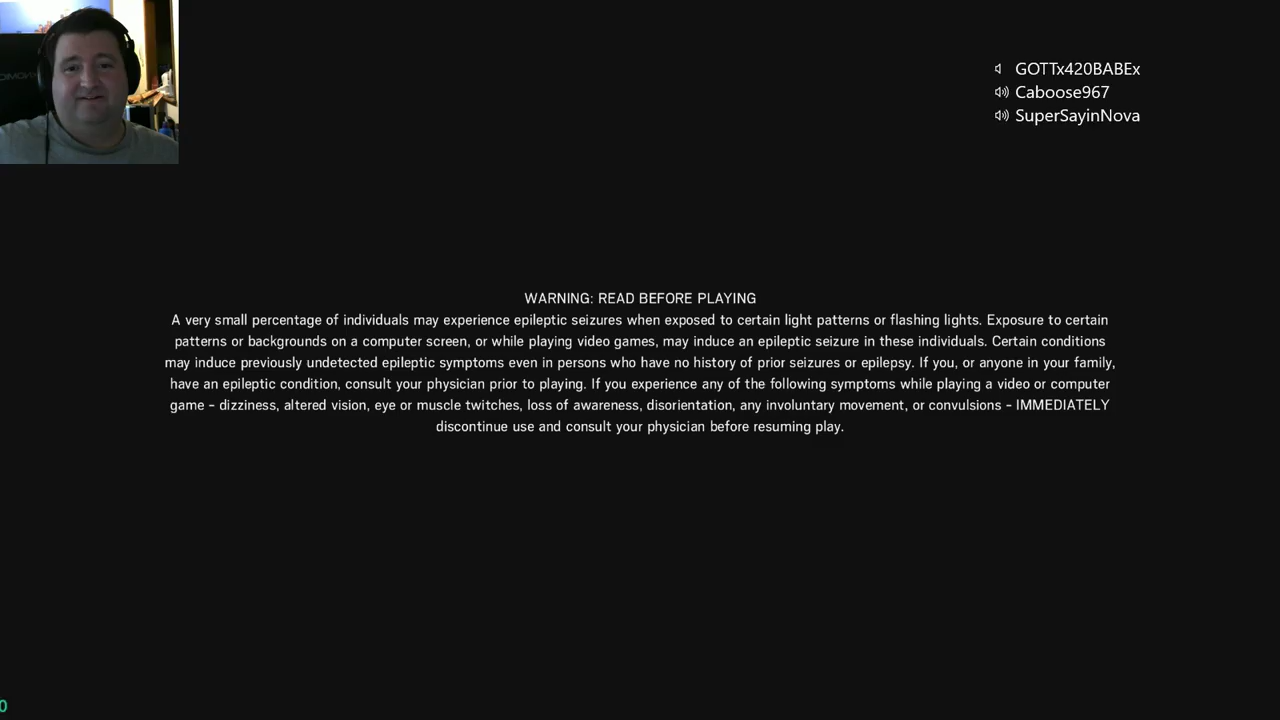 GOTTx420BABEx
Caboose967
SuperSayinNova
WARNING: READ BEFORE PLAYING
A very small percentage of individuals may experience epileptic seizures when exposed to certain light patterns or flashing lights. Exposure to certain
patterns or backgrounds on a computer screen, or while playing video games, may induce an epileptic seizure in these individuals. Certain conditions
may induce previously undetected epileptic symptoms even in persons who have no history of prior seizures or epilepsy. If you, or anyone in your family,
have an epileptic condition, consult your physician prior to playing. If you experience any of the following symptoms while playing a video or computer
game - dizziness, altered vision, eye or muscle twitches, loss of awareness, disorientation, any involuntary movement, or convulsions - IMMEDIATELY
discontinue use and consult your physician before resuming play.
0